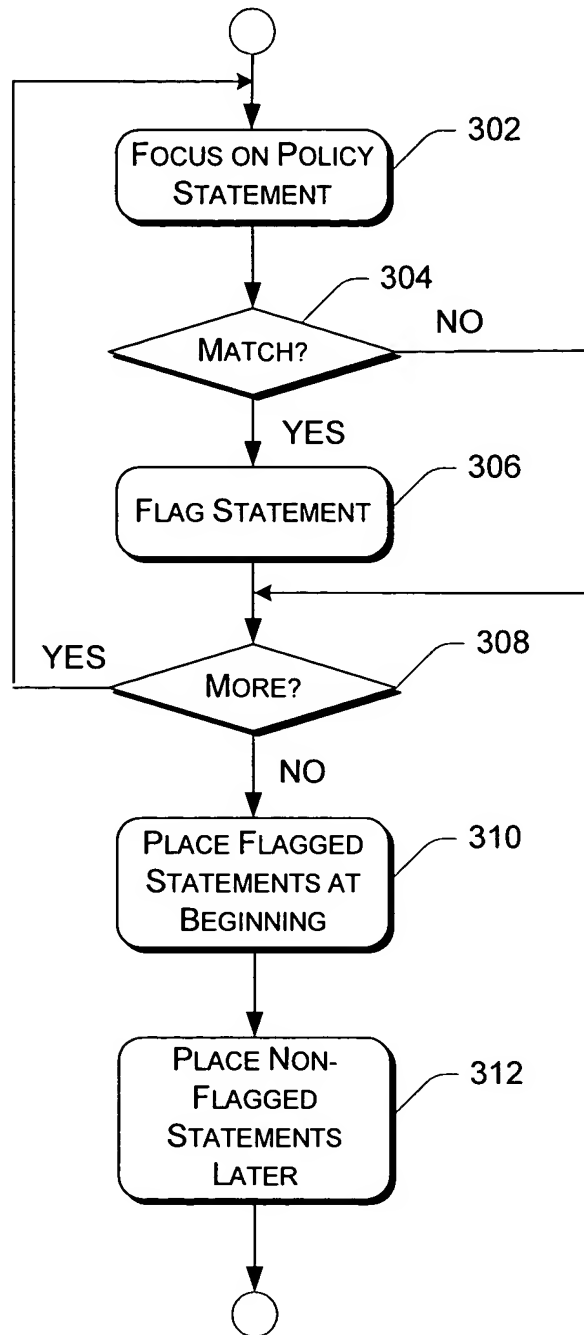 FOCUS ON POLICY
STATEMENT
302
304
MATCH?
NO
YES
306
FLAG STATEMENT
YES
308
MORE?
NO
PLACE FLAGGED
STATEMENTS AT
BEGINNING
310
PLACE NON-
FLAGGED
STATEMENTS
LATER
312